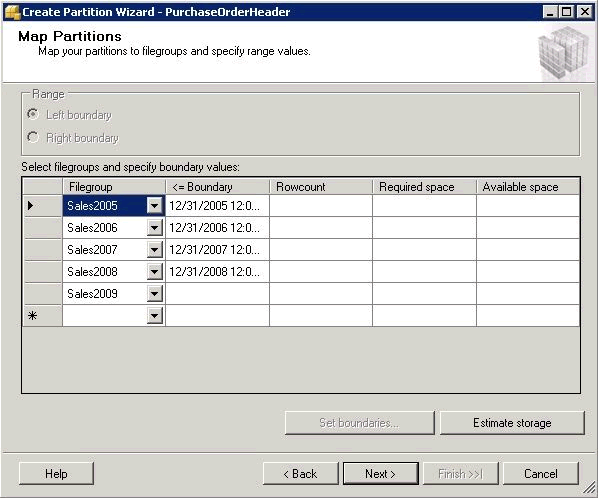 Create Partition Wizard - PurchaseOrderHeader
Map Partitions
Map your partitions to filegroups and specify range values.
Range
Left boundary
Right boundary
Select filegroups and specify boundary values:
Filegroup <= Boundary Rowcount Required space Available space
Sales2005 12/31/2005 12:0...
Sales2006 12/31/2006 12:0...
Sales2007 12/31/2007 12:0...
Sales2008 12/31/2008 12:0...
Sales2009
*
Set boundaries... Estimate storage
Help < Back Next > Finish >>| Cancel